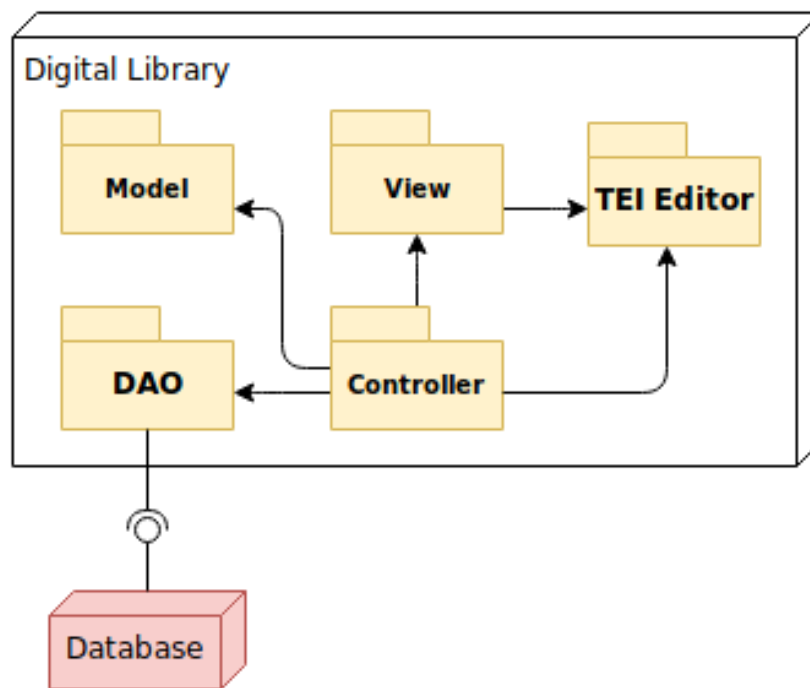 Digital Library
Model
View
TEI Editor
DAO
Controller
Database